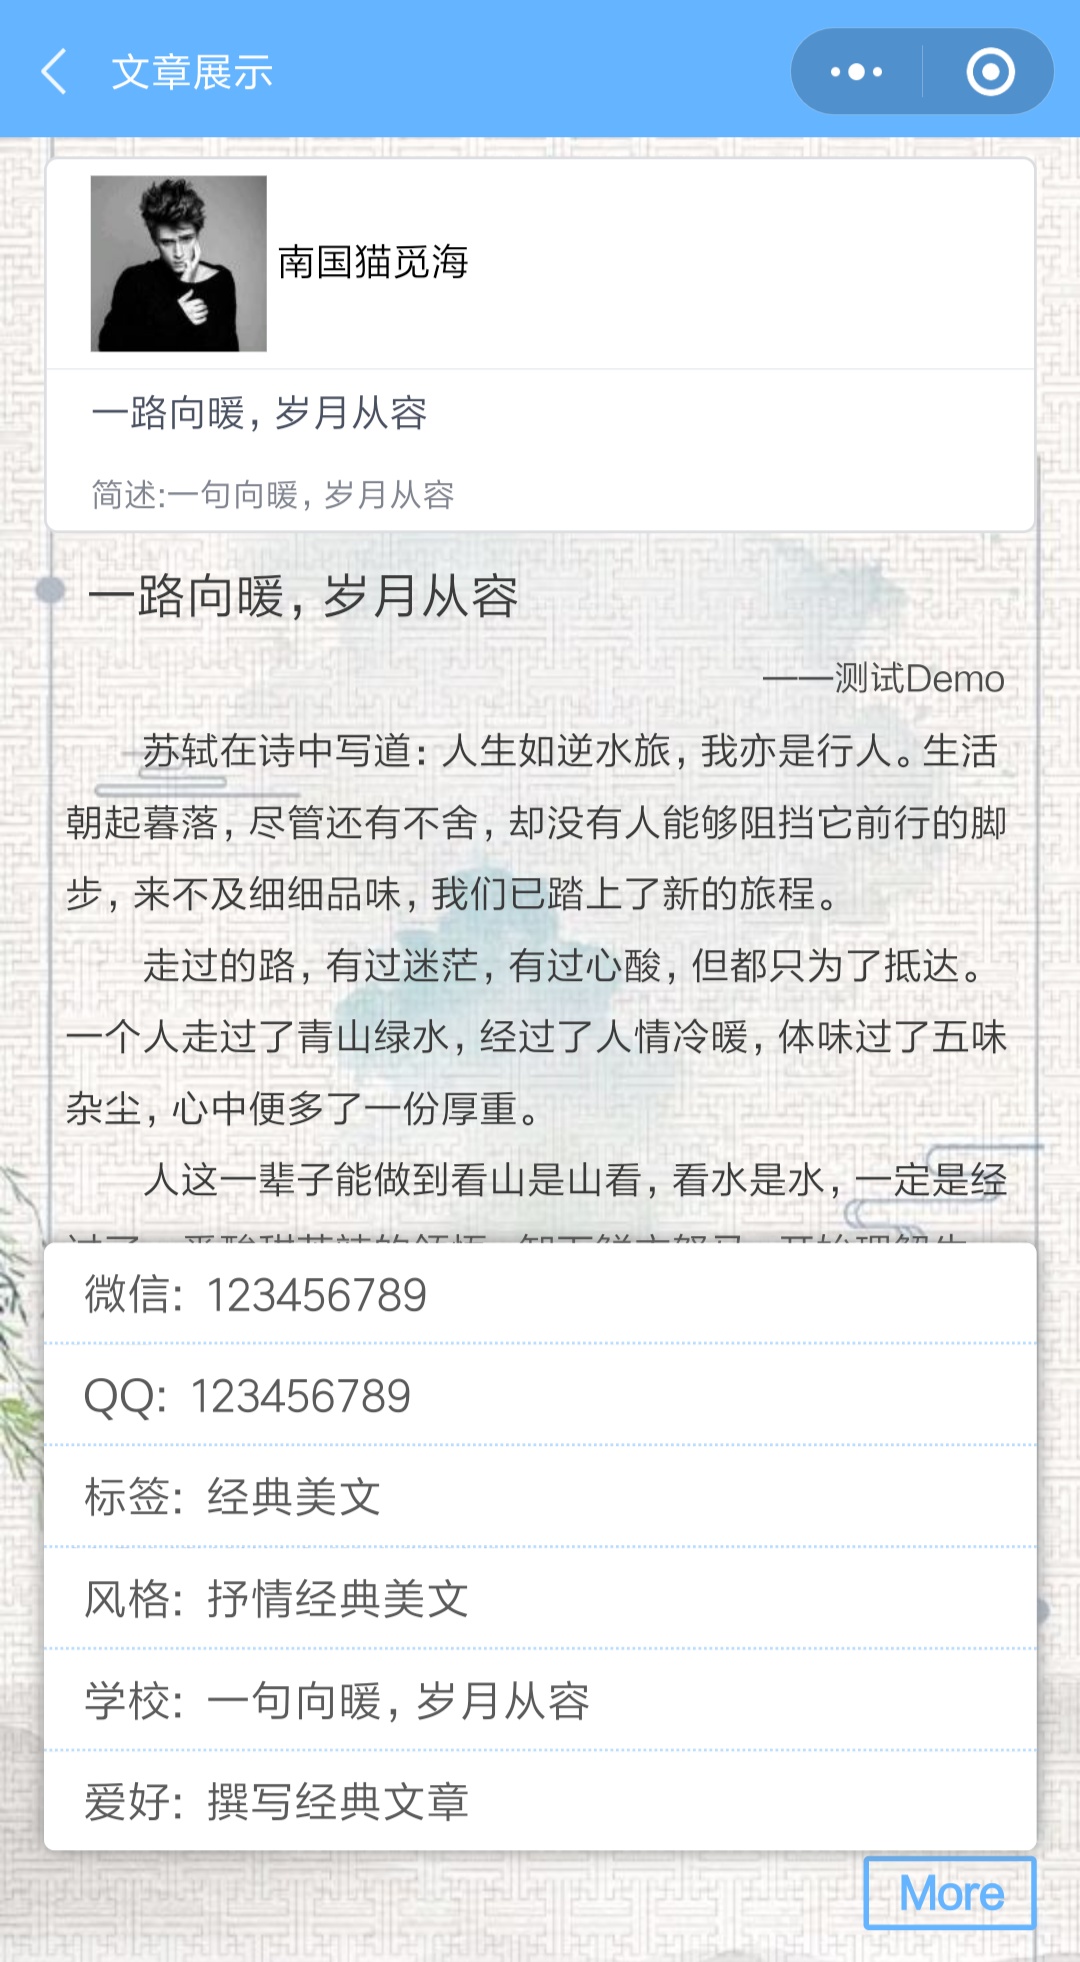 文章展示
南国猫觅海
一路向暖，岁月从容
简述:一句向暖，岁月从容
一路向暖，岁月从容
——测试Demo
苏轼在诗中写道：人生如逆水旅，我亦是行人。生活
朝起暮落，尽管还有不舍，却没有人能够阻挡它前行的脚
步，来不及细细品味，我们已踏上了新的旅程。
走过的路，有过迷茫，有过心酸，但都只为了抵达。
一个人走过了青山绿水，经过了人情冷暖，体味过了五味
杂尘，心中便多了一份厚重。
人这一辈子能做到看山是山看，看水是水，一定是经
微信：123456789
QQ：123456789
标签：经典美文
风格：抒情经典美文
学校：一句向暖，岁月从容
爱好：撰写经典文章
More